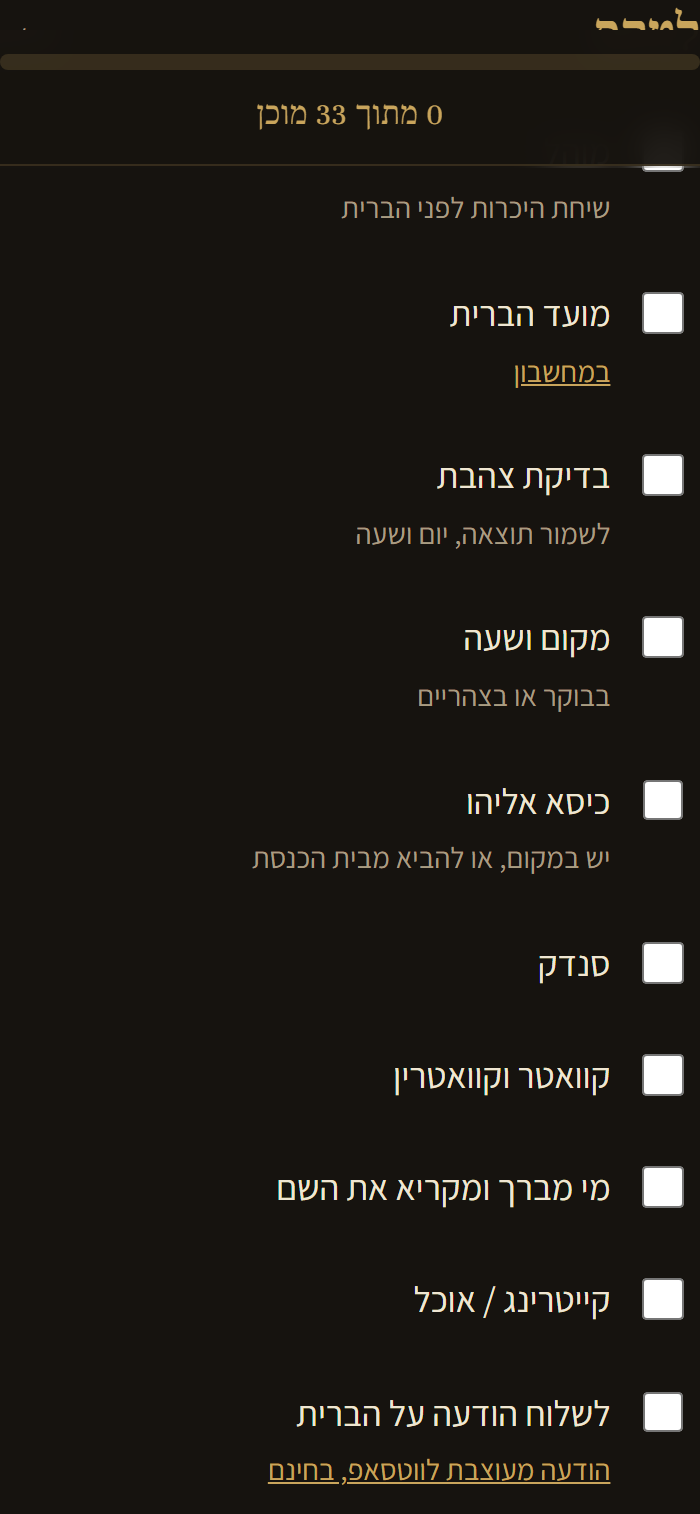 0 מתוך 33 מוכן
שיחת היכרות לפני הברית
מועד הברית
במחשבון
בדיקת צהבת
לשמור תוצאה, יום ושעה
מקום ושעה
בבוקר או בצהריים
כיסא אליהו
יש במקום, או להביא מבית הכנסת
סנדק
קוואטר וקוואטרין
מי מברך ומקריא את השם
קייטרינג / אוכל
לשלוח הודעה על הברית
הודעה מעוצבת לווטסאפ, בחינם